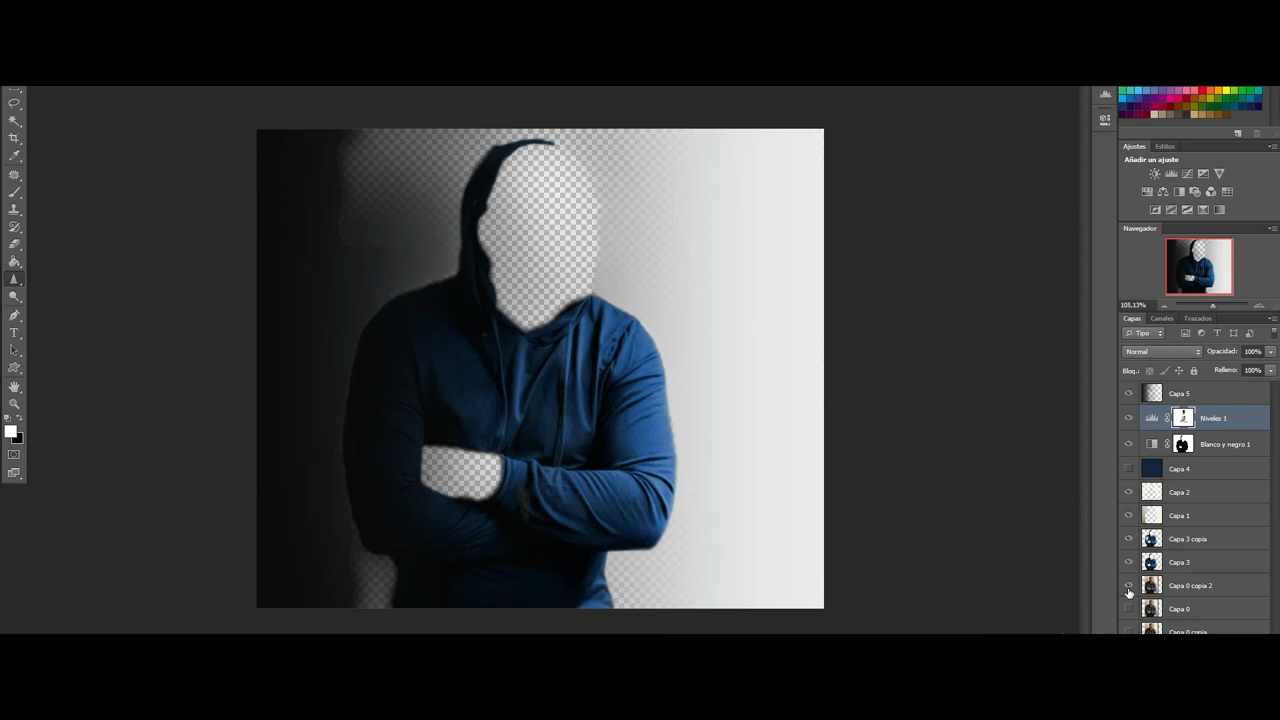 Ajustes Estilos
Añadir un ajuste
Navegador
105,13%
Capas Canales Trazados
Tipo
Normal Opacidad: 100%
Bloq.: Relleno: 100%
Capa 5
Niveles 1
Blanco y negro 1
Capa 4
Capa 2
Capa 1
Capa 3 copia
Capa 3
Capa 0 copia 2
Capa 0
Capa 0 copia
T